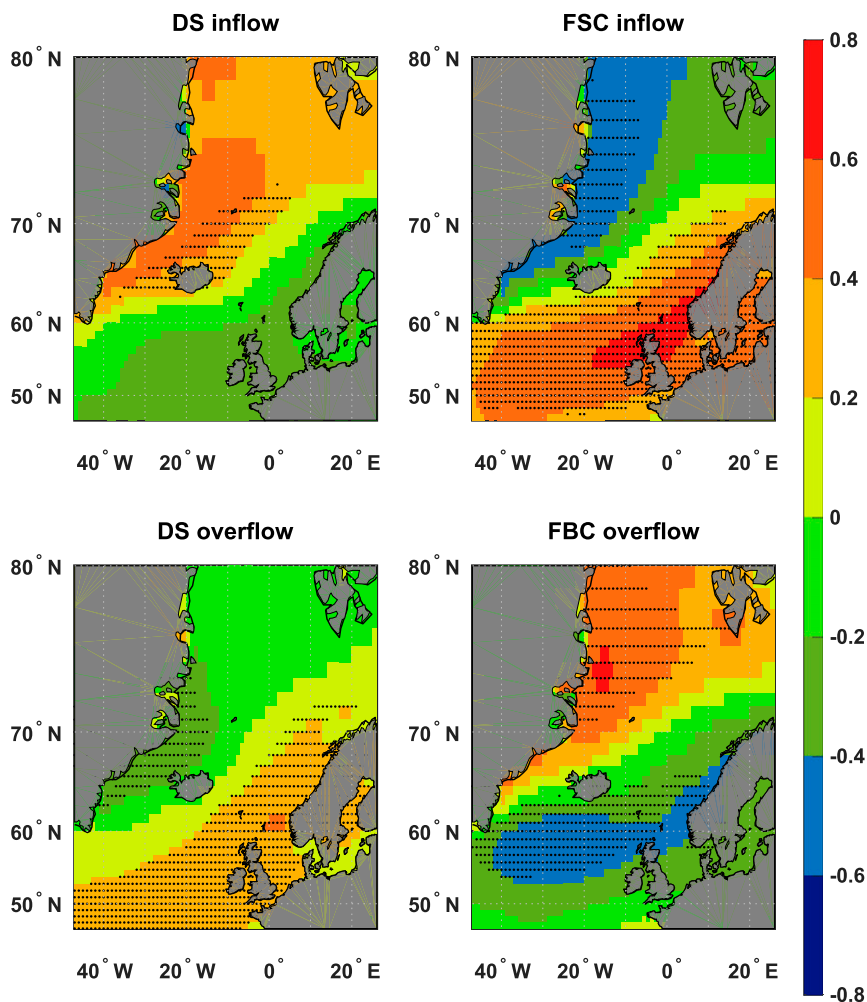 DS inflow
FSC inflow
80° N
70° N
60° N
50° N
40° W
20° W
0°
20° E
80° N
70° N
60° N
50° N
40° W
20° W
0°
20° E
0.8
0.6
0.4
0.2
0
-0.2
-0.4
-0.6
-0.8
DS overflow
FBC overflow
80° N
70° N
60° N
50° N
40° W
20° W
0°
20° E
80° N
70° N
60° N
50° N
40° W
20° W
0°
20° E